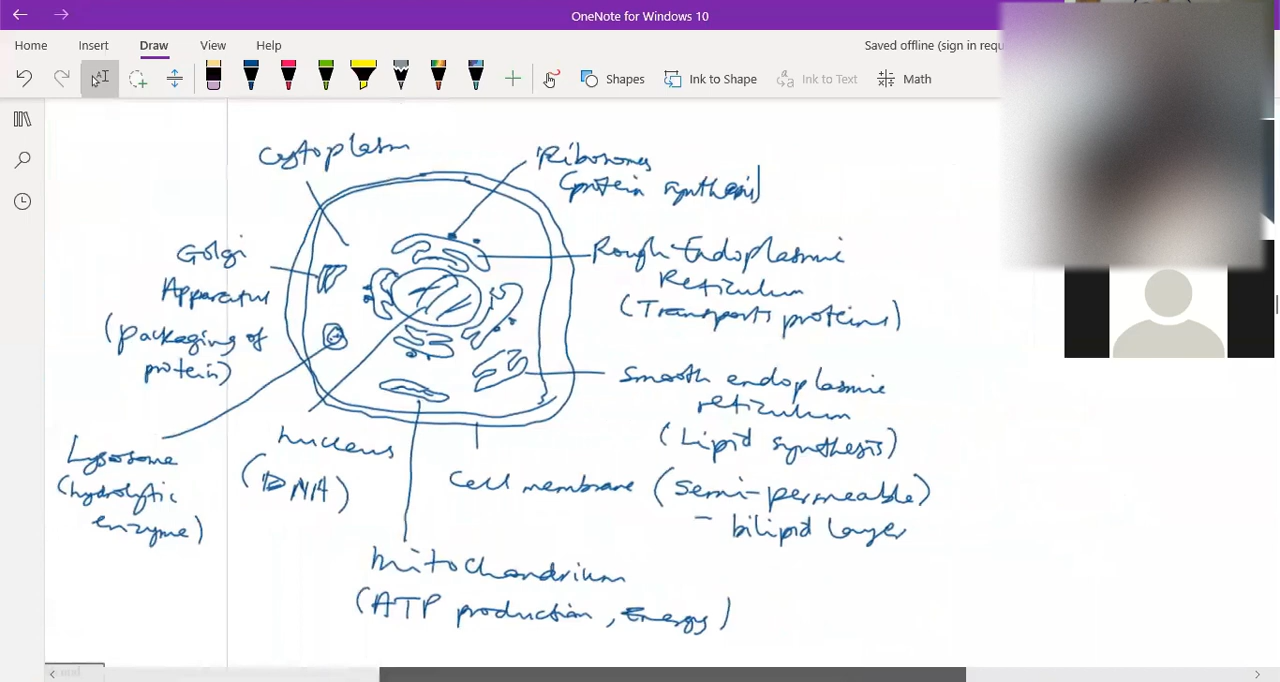 OneNote for Windows 10
Home Insert Draw View Help
Saved offline (sign in requ
Shapes Ink to Shape Ink to Text Math
Cytoplasm
Ribosomes
(protein synthesis)
Golgi
Apparatus
(packaging of
protein)
Rough Endoplasmic
Reticulum
(Transports proteins)
Smooth endoplasmic
reticulum
(Lipid synthesis)
Lysosome
(hydrolytic
enzyme)
nucleus
(DNA)
Cell membrane (semi-permeable)
- bilipid layer
mitochondrium
(ATP production, Energy)